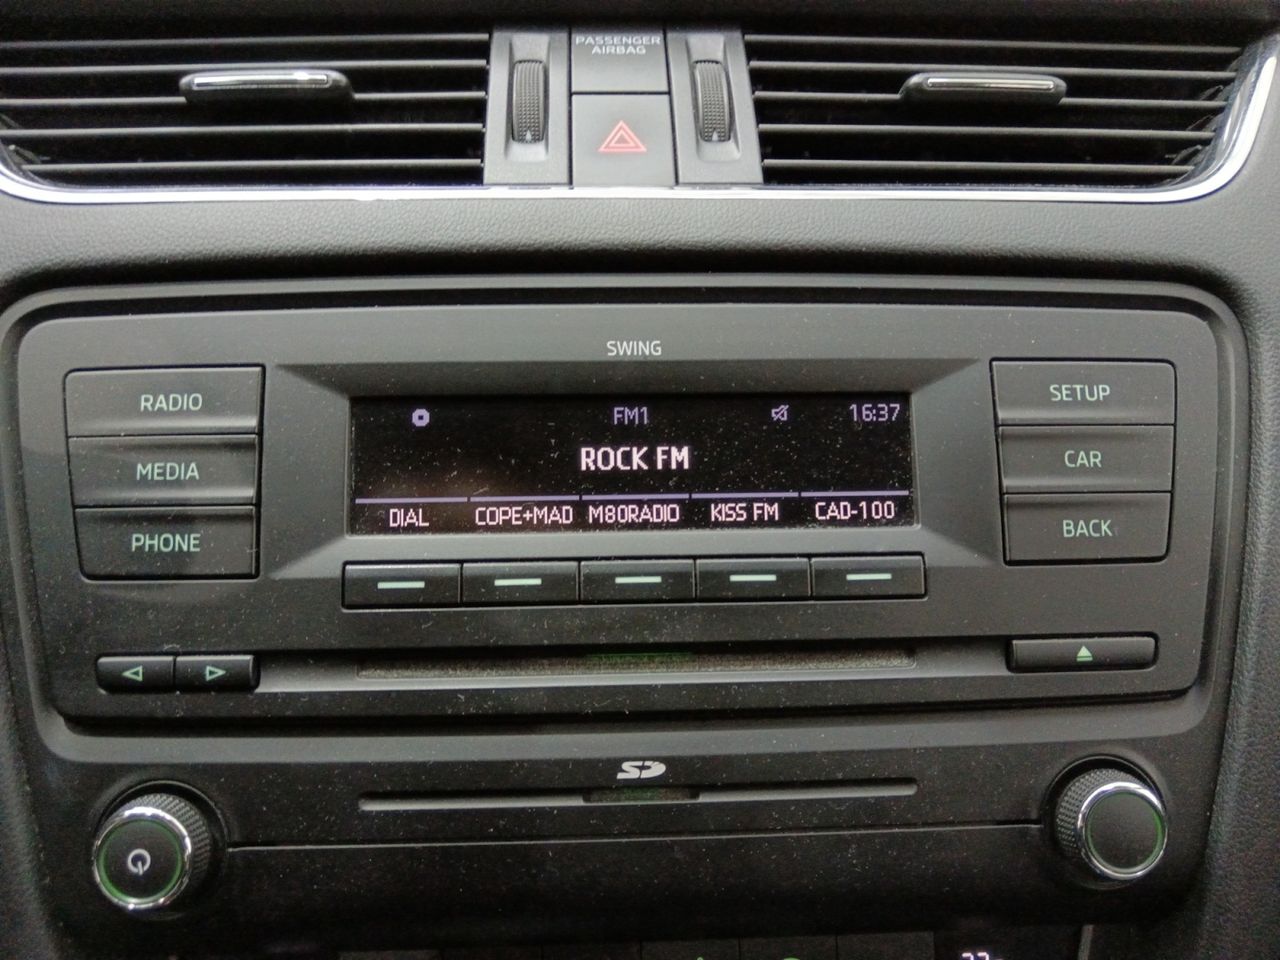 PASSENGER
AIRBAG
SWING
RADIO
MEDIA
PHONE
FM1
16:37
ROCK FM
DIAL COPE+MAD M80RADIO KISS FM CAD-100
SETUP
CAR
BACK
SD